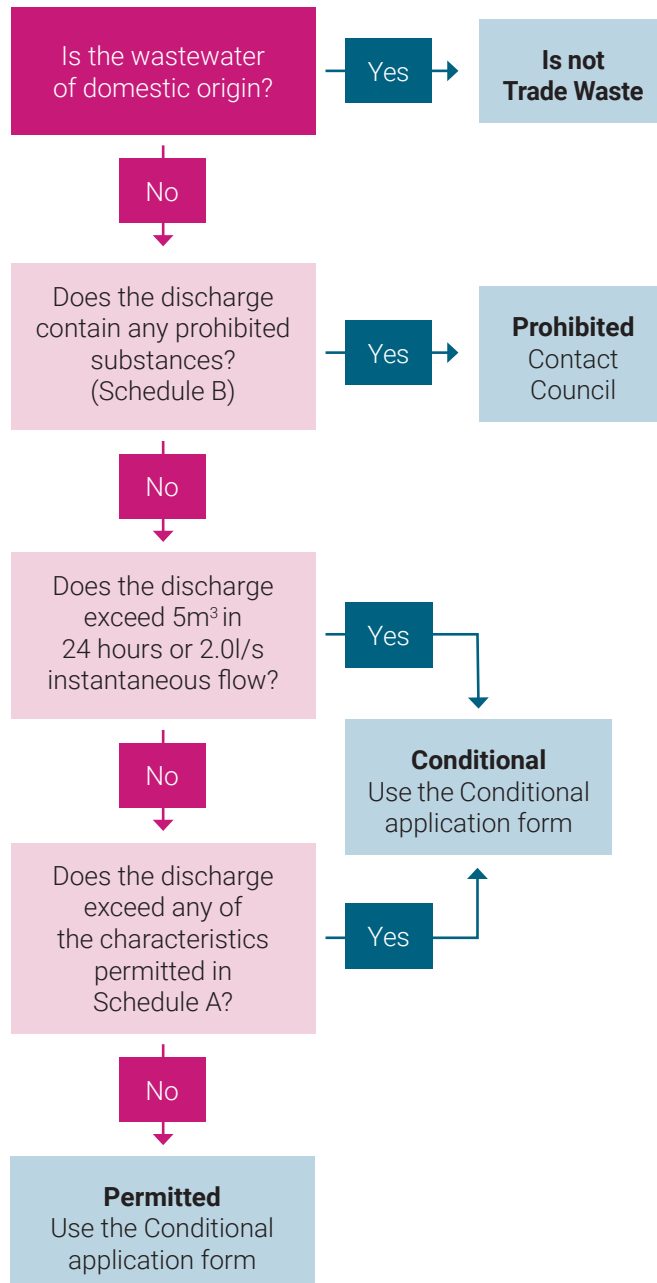 Is the wastewater
of domestic origin?
Yes
Is not
Trade Waste
No
Does the discharge
contain any prohibited
substances?
(Schedule B)
Yes
Prohibited
Contact
Council
No
Does the discharge
exceed 5m³ in
24 hours or 2.0l/s
instantaneous flow?
Yes
Conditional
Use the Conditional
application form
No
Does the discharge
exceed any of
the characteristics
permitted in
Schedule A?
Yes
No
Permitted
Use the Conditional
application form